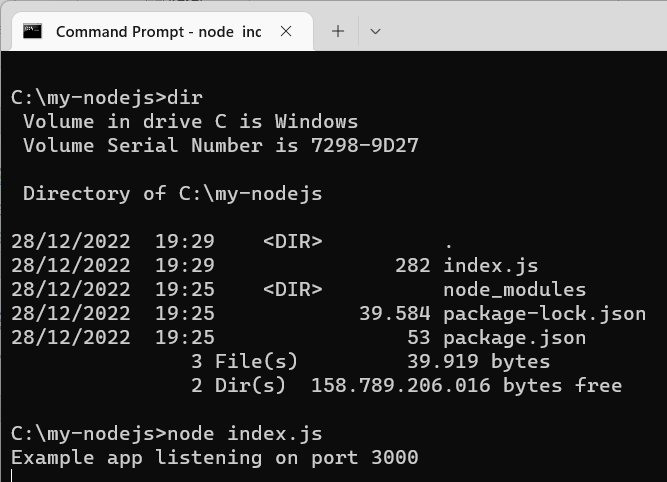 Command Prompt - node inc
C:\my-nodejs>dir
Volume in drive C is Windows
Volume Serial Number is 7298-9D27
Directory of C:\my-nodejs
28/12/2022  19:29    <DIR>          .
28/12/2022  19:29               282 index.js
28/12/2022  19:25    <DIR>          node_modules
28/12/2022  19:25            39.584 package-lock.json
28/12/2022  19:25                53 package.json
3 File(s)         39.919 bytes
2 Dir(s)  158.789.206.016 bytes free
C:\my-nodejs>node index.js
Example app listening on port 3000